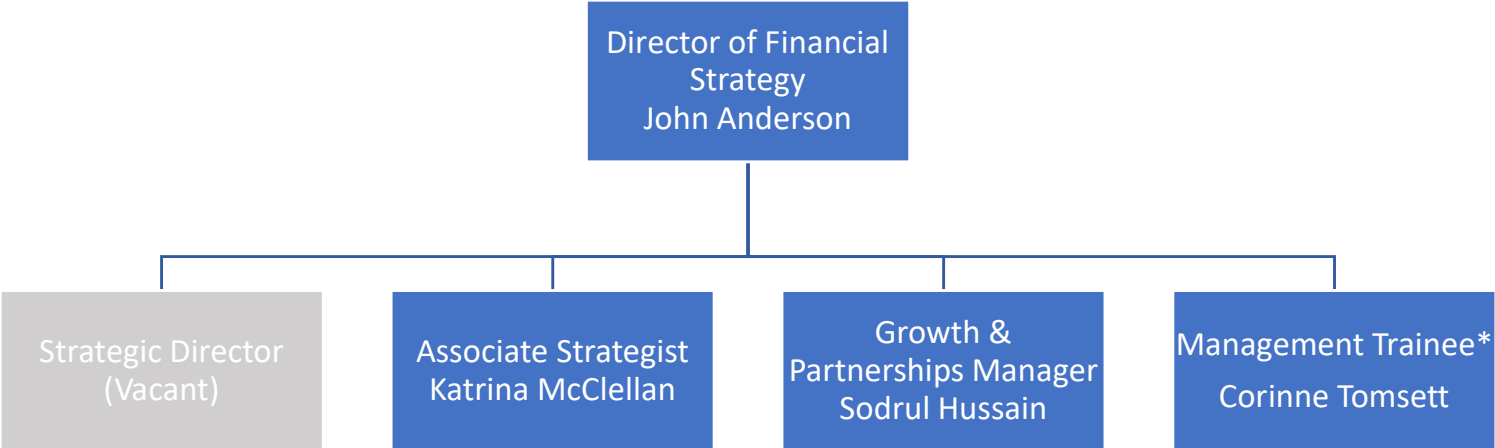 Director of Financial
Strategy
John Anderson
Strategic Director
(Vacant)
Associate Strategist
Katrina McClellan
Growth &
Partnerships Manager
Sodrul Hussain
Management Trainee*
Corinne Tomsett